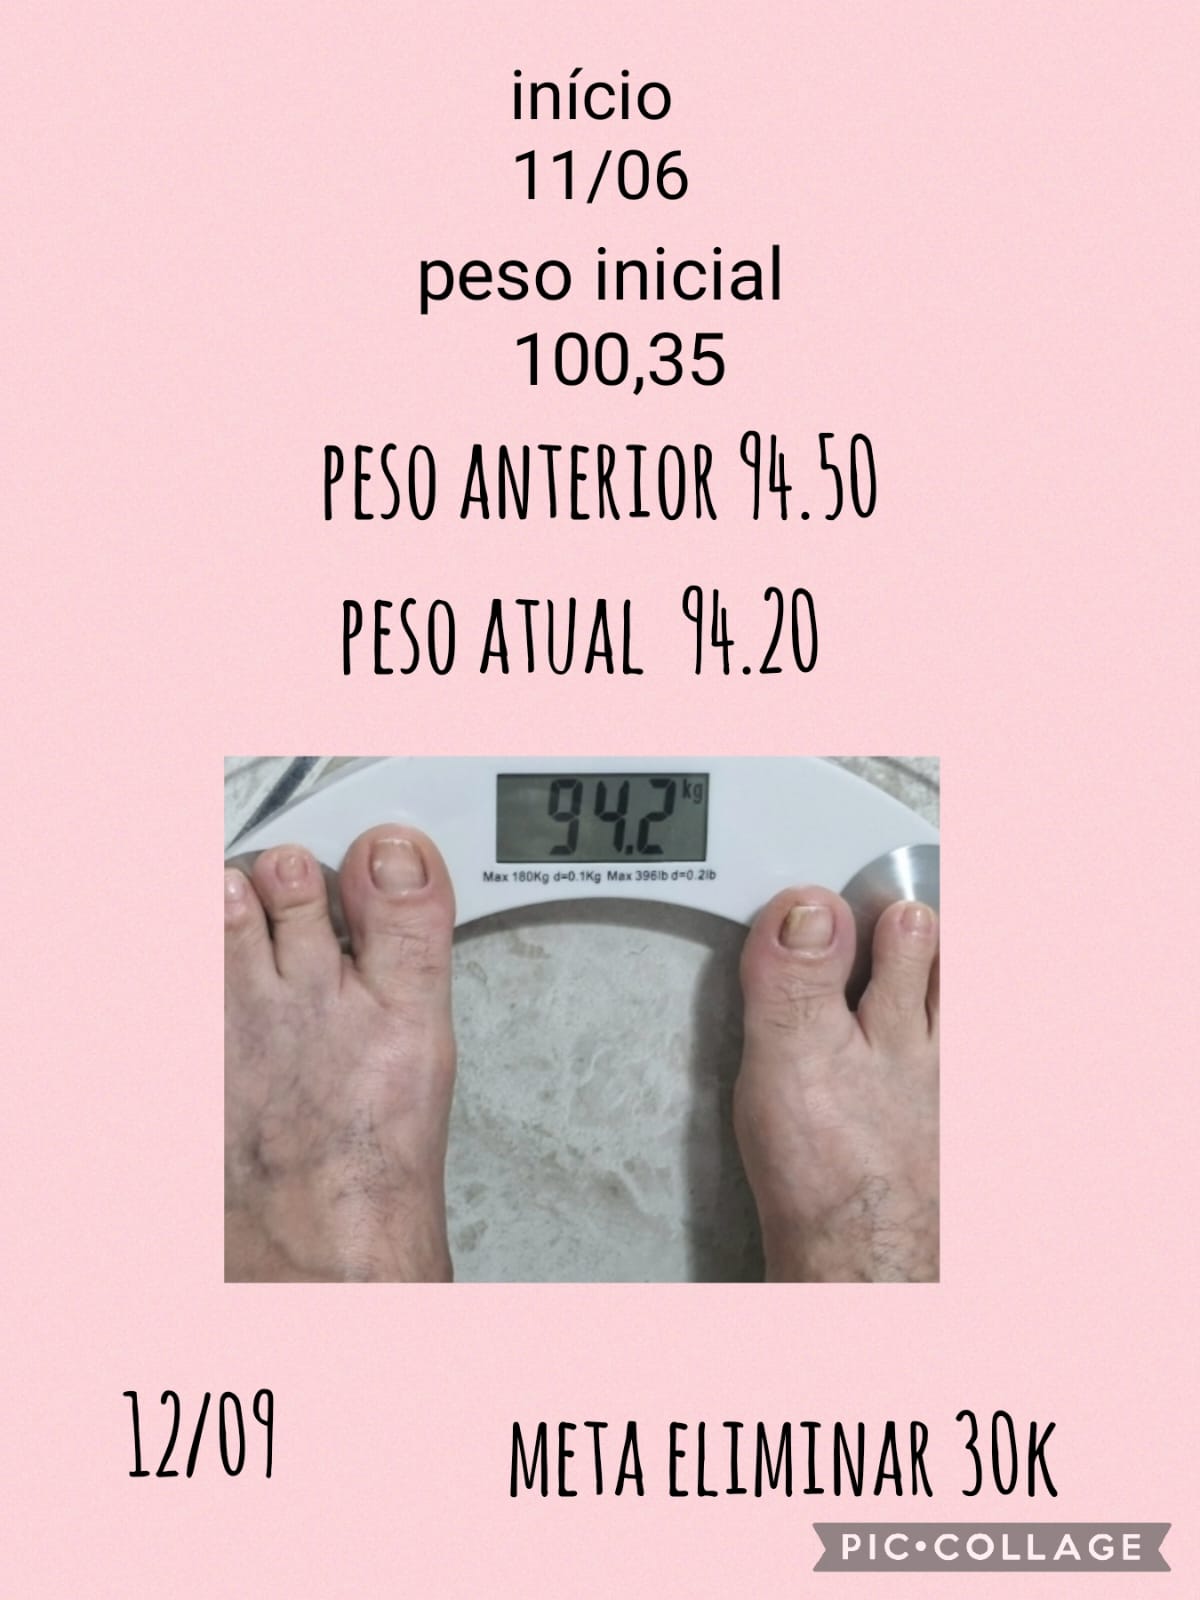 início
11/06
peso inicial
100,35
PESO ANTERIOR 94.50
PESO ATUAL 94.20
94.2 kg
Max 180Kg d=0.1Kg Max 396lb d=0.2lb
12/09
META ELIMINAR 30K
PIC•COLLAGE